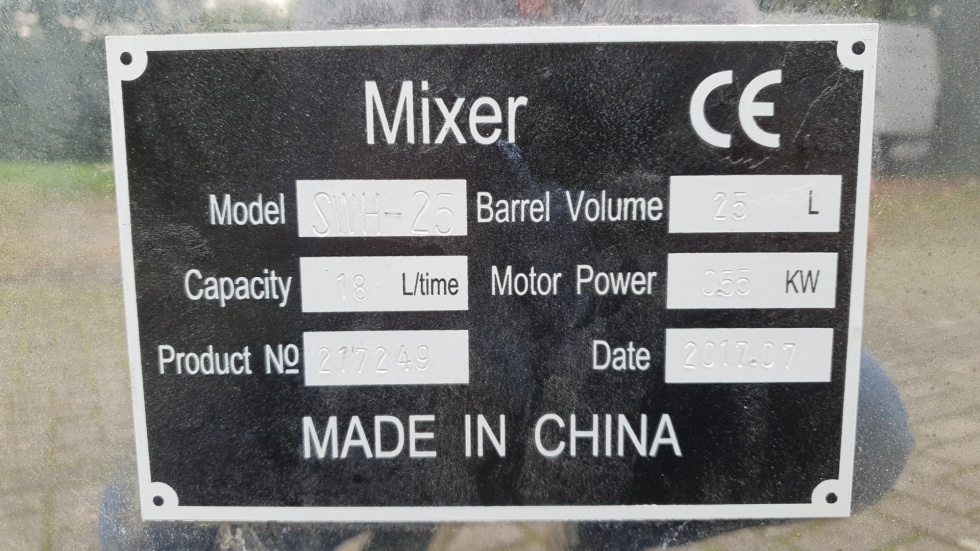 Mixer CE
Model SWH-25 Barrel Volume 25 L
Capacity 18 L/time Motor Power 0.55 KW
Product Nº 217249 Date 2017.07
MADE IN CHINA